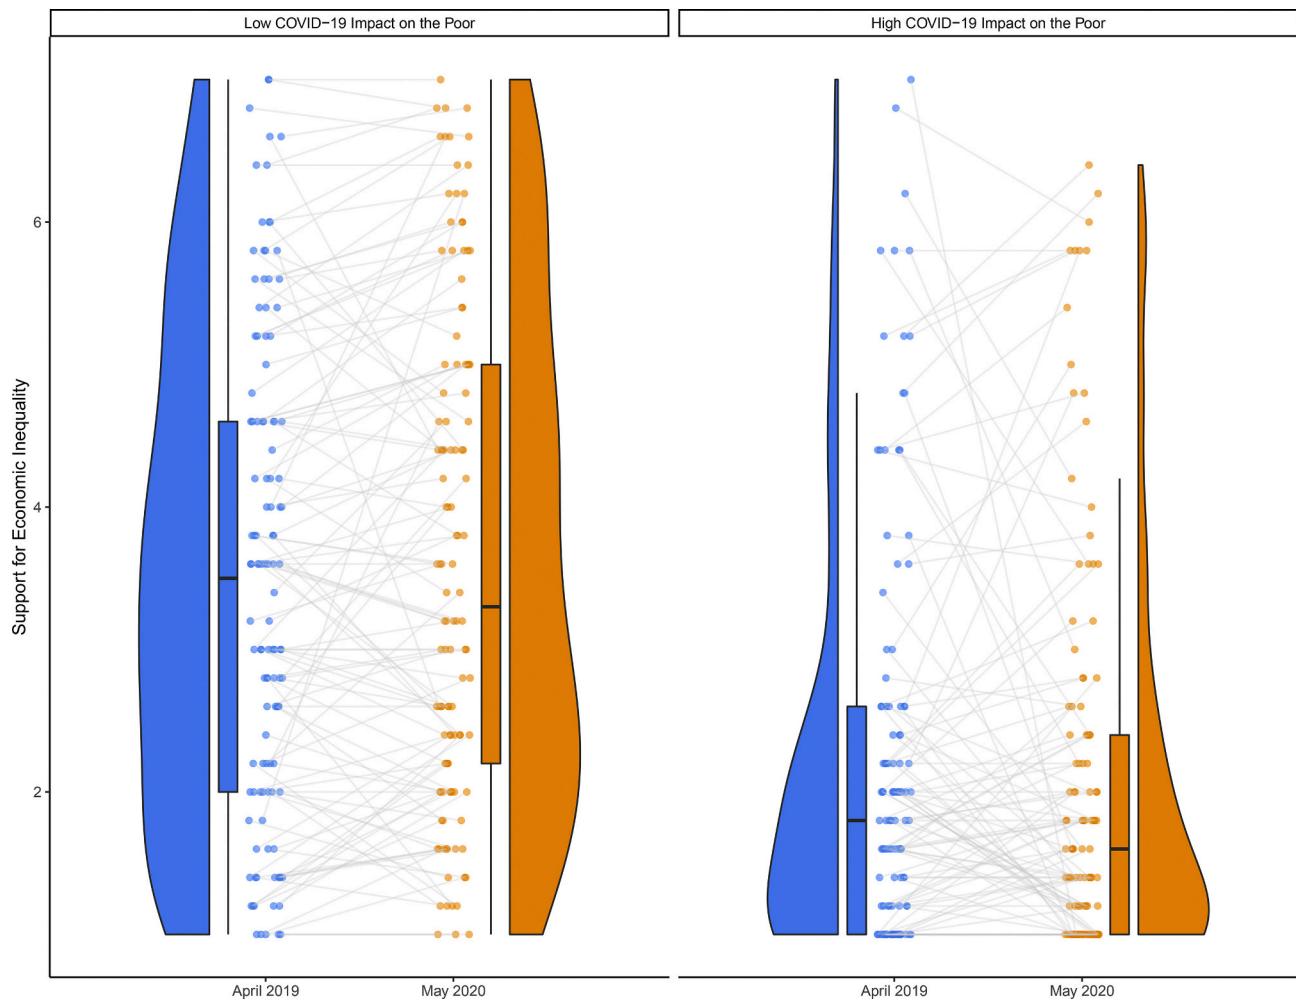 Low COVID−19 Impact on the Poor
High COVID−19 Impact on the Poor
Support for Economic Inequality
6
4
2
April 2019
May 2020
April 2019
May 2020